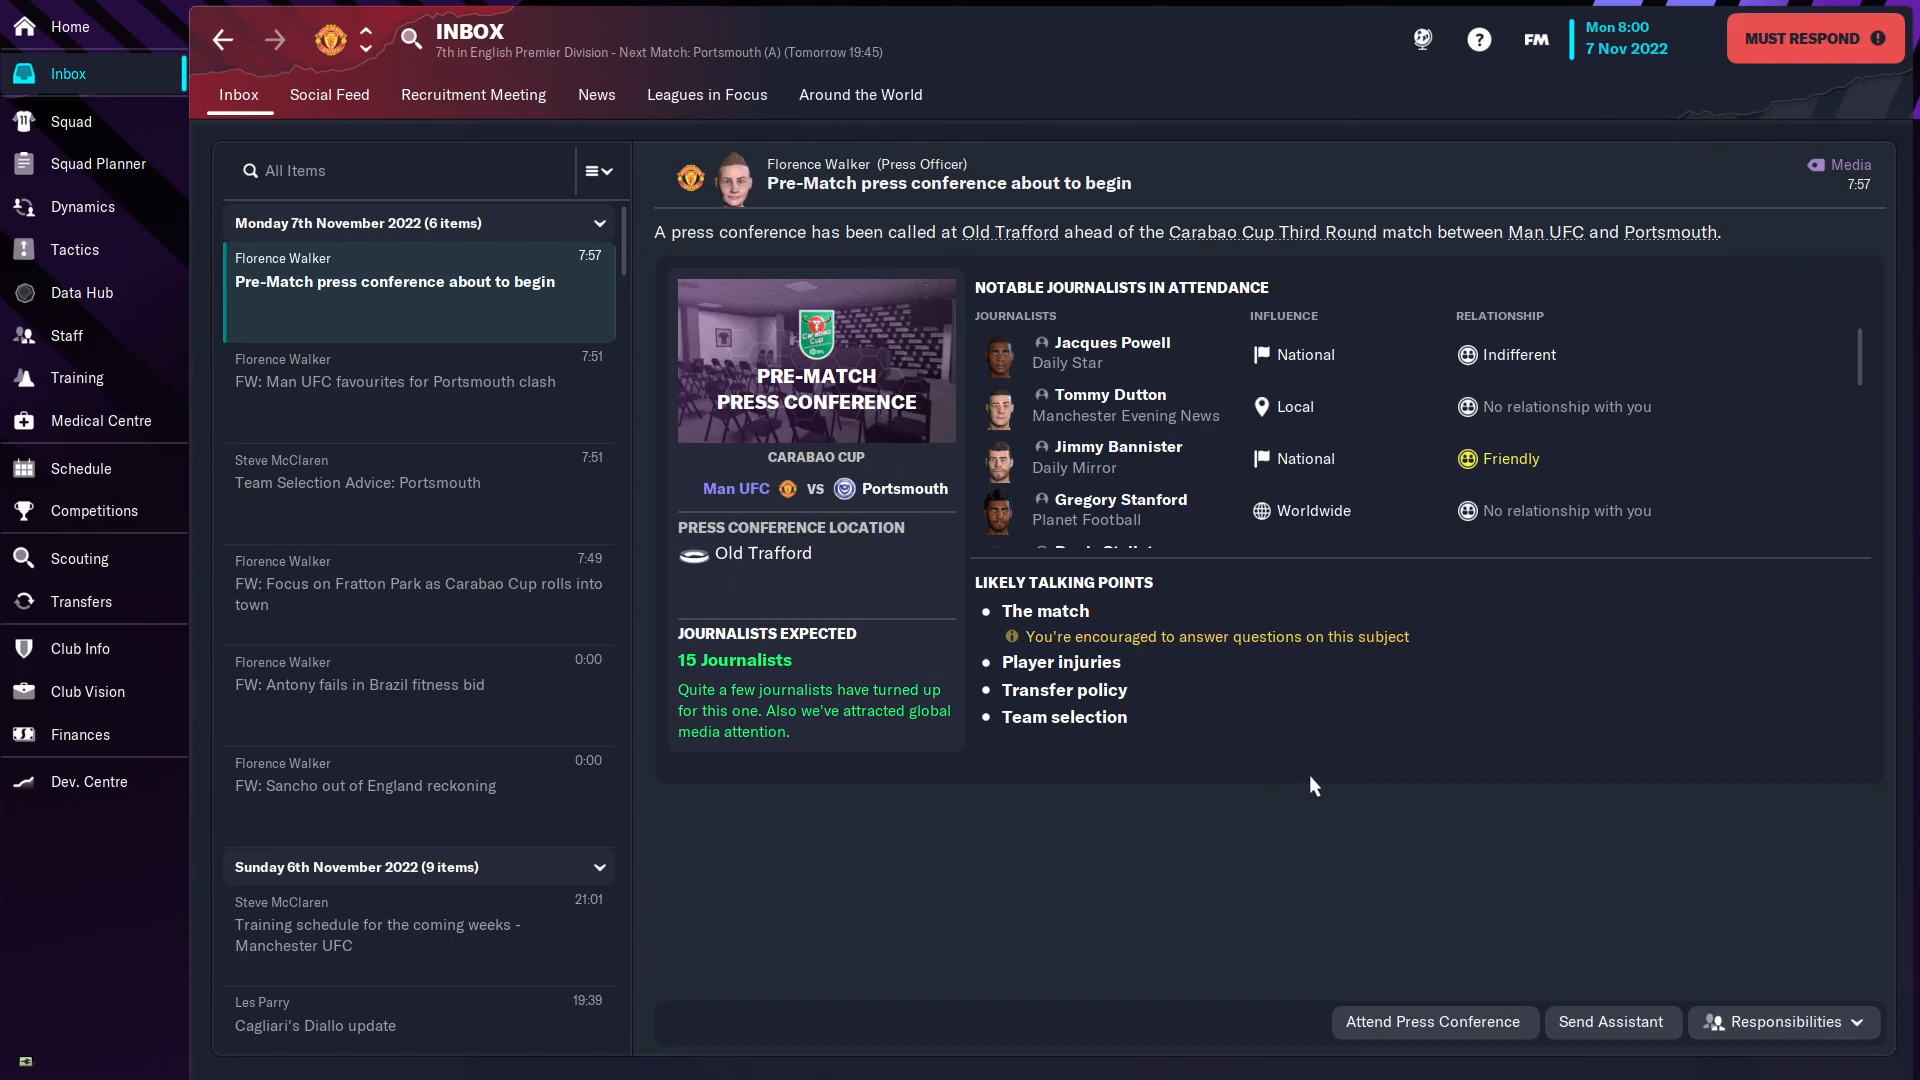 Home
Inbox
Squad
Squad Planner
Dynamics
Tactics
Data Hub
Staff
Training
Medical Centre
Schedule
Competitions
Scouting
Transfers
Club Info
Club Vision
Finances
Dev. Centre
INBOX
7th in English Premier Division - Next Match: Portsmouth (A) (Tomorrow 19:45)
FM
Mon 8:00
7 Nov 2022
MUST RESPOND
Inbox Social Feed Recruitment Meeting News Leagues in Focus Around the World
All Items
Monday 7th November 2022 (6 items)
Florence Walker 7:57
Pre-Match press conference about to begin
Florence Walker 7:51
FW: Man UFC favourites for Portsmouth clash
Steve McClaren 7:51
Team Selection Advice: Portsmouth
Florence Walker 7:49
FW: Focus on Fratton Park as Carabao Cup rolls into
town
Florence Walker 0:00
FW: Antony fails in Brazil fitness bid
Florence Walker 0:00
FW: Sancho out of England reckoning
Sunday 6th November 2022 (9 items)
Steve McClaren 21:01
Training schedule for the coming weeks -
Manchester UFC
Les Parry 19:39
Cagliari's Diallo update
Florence Walker (Press Officer)
Pre-Match press conference about to begin
Media
7:57
A press conference has been called at Old Trafford ahead of the Carabao Cup Third Round match between Man UFC and Portsmouth.
Carabao
Cup
EFL
PRE-MATCH
PRESS CONFERENCE
CARABAO CUP
Man UFC VS Portsmouth
PRESS CONFERENCE LOCATION
Old Trafford
JOURNALISTS EXPECTED
15 Journalists
Quite a few journalists have turned up
for this one. Also we've attracted global
media attention.
NOTABLE JOURNALISTS IN ATTENDANCE
JOURNALISTS INFLUENCE RELATIONSHIP
Jacques Powell
Daily Star
National Indifferent
Tommy Dutton
Manchester Evening News
Local No relationship with you
Jimmy Bannister
Daily Mirror
National Friendly
Gregory Stanford
Planet Football
Worldwide No relationship with you
LIKELY TALKING POINTS
The match
You're encouraged to answer questions on this subject
Player injuries
Transfer policy
Team selection
Attend Press Conference Send Assistant Responsibilities